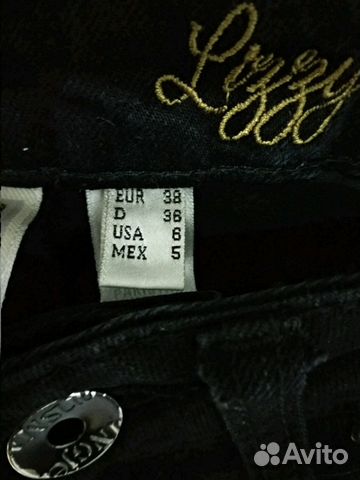 Lizzy
EUR 38
D 36
USA 6
MEX 5
Avito